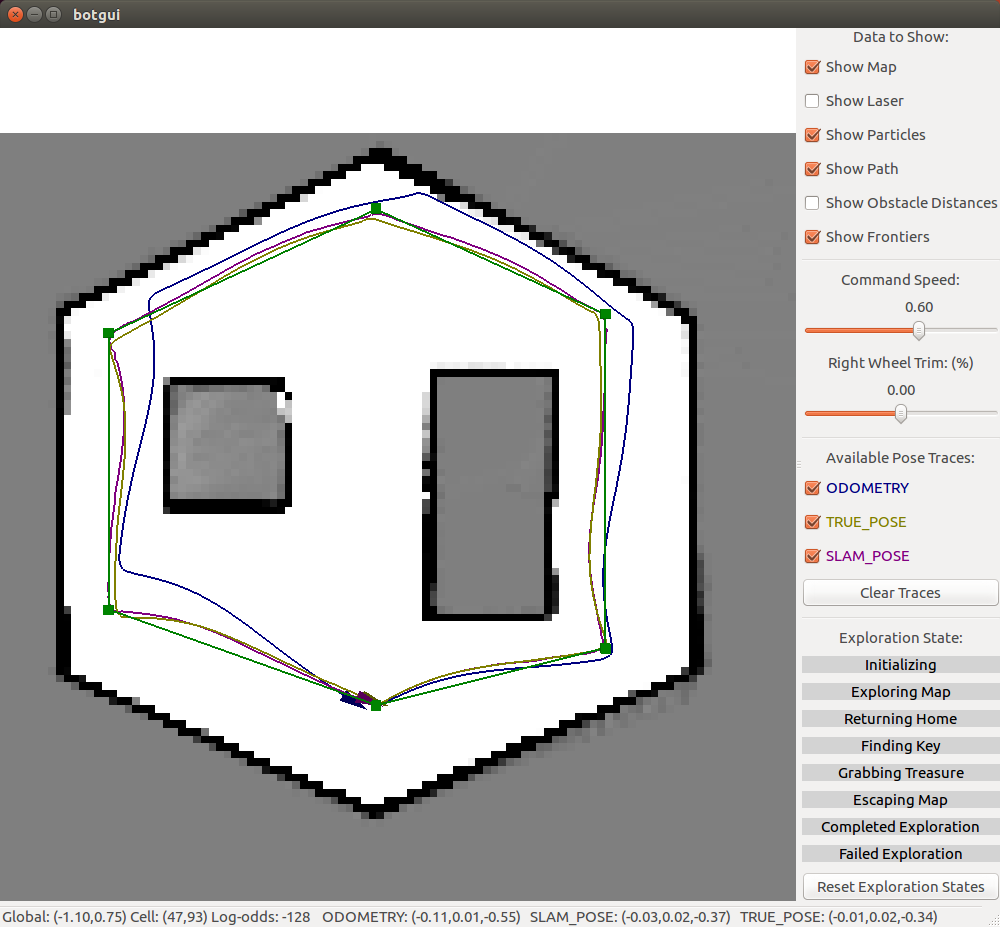 botgui
Data to Show:
Show Map
Show Laser
Show Particles
Show Path
Show Obstacle Distances
Show Frontiers
Command Speed:
0.60
Right Wheel Trim: (%)
0.00
Available Pose Traces:
ODOMETRY
TRUE_POSE
SLAM_POSE
Clear Traces
Exploration State:
Initializing
Exploring Map
Returning Home
Finding Key
Grabbing Treasure
Escaping Map
Completed Exploration
Failed Exploration
Reset Exploration States
Global: (-1.10,0.75) Cell: (47,93) Log-odds: -128 ODOMETRY: (-0.11,0.01,-0.55) SLAM_POSE: (-0.03,0.02,-0.37) TRUE_POSE: (-0.01,0.02,-0.34)